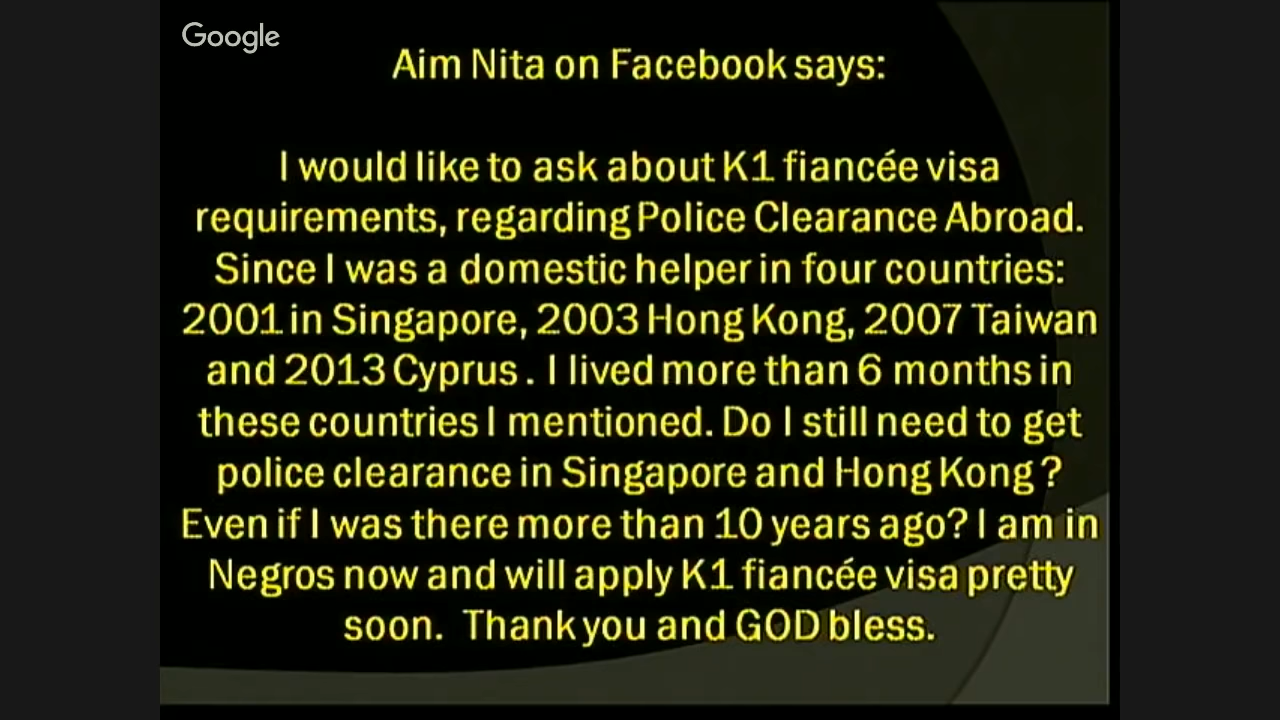 Google
Aim Nita on Facebook says:
I would like to ask about K1 fiancée visa
requirements, regarding Police Clearance Abroad.
Since I was a domestic helper in four countries:
2001 in Singapore, 2003 Hong Kong, 2007 Taiwan
and 2013 Cyprus . I lived more than 6 months in
these countries I mentioned. Do I still need to get
police clearance in Singapore and Hong Kong ?
Even if I was there more than 10 years ago? I am in
Negros now and will apply K1 fiancée visa pretty
soon. Thank you and GOD bless.